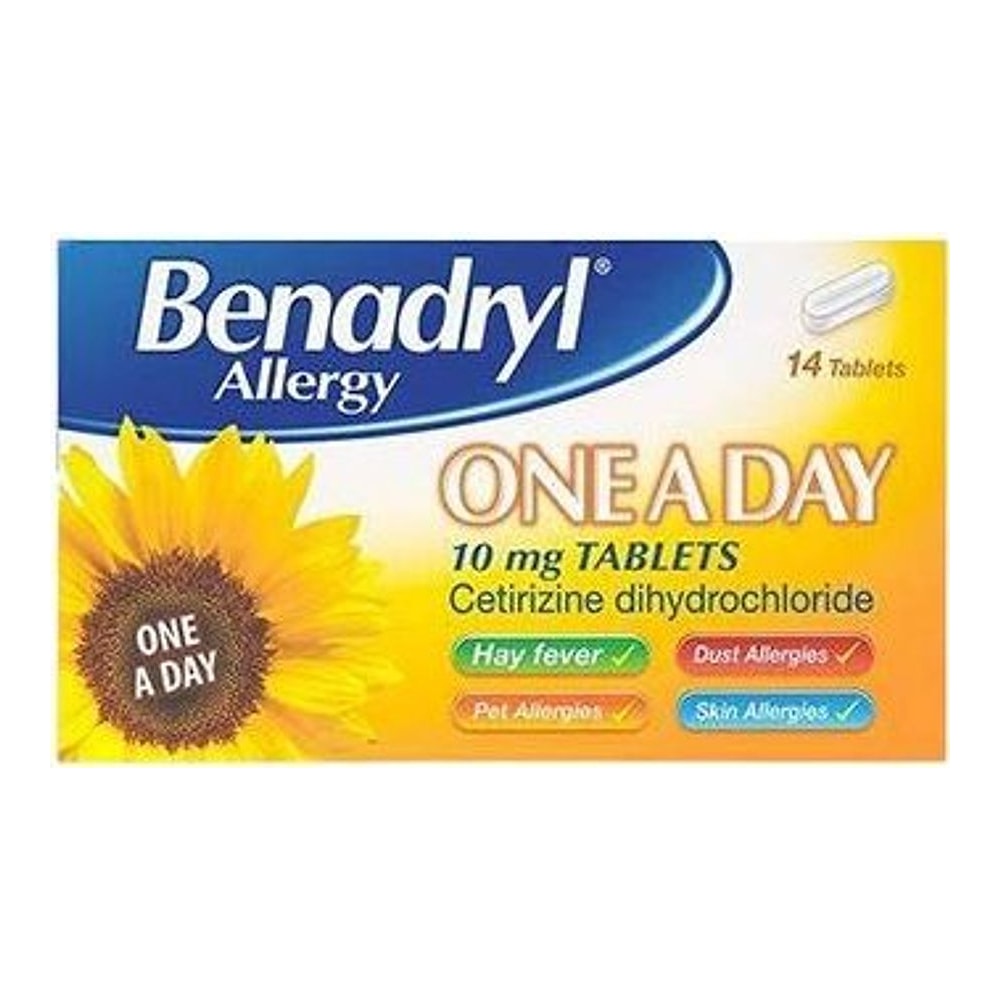 Benadryl®
Allergy
14 Tablets
ONE A DAY
10 mg TABLETS
Cetirizine dihydrochloride
Hay fever ✓
Dust Allergies ✓
Pet Allergies ✓
Skin Allergies ✓
ONE
A DAY